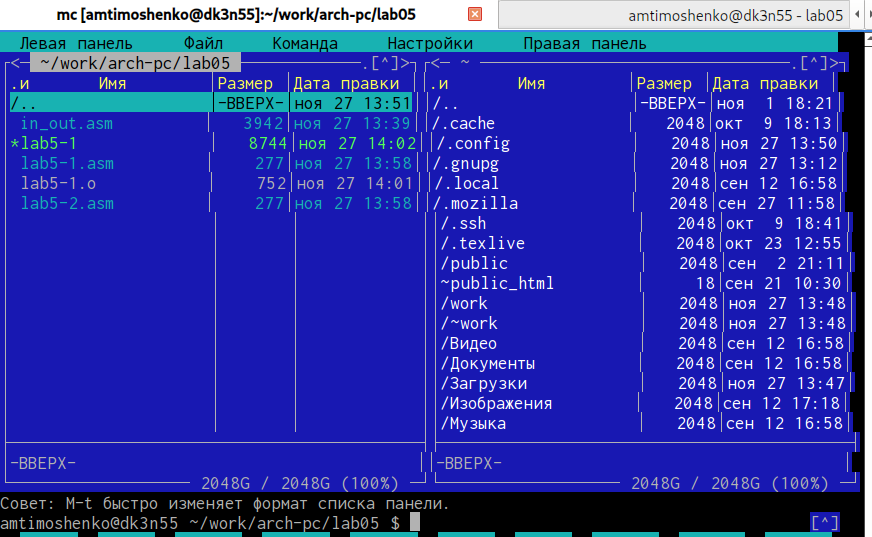 mc [amtimoshenko@dk3n55]:~/work/arch-pc/lab05 amtimoshenko@dk3n55 - lab05
Левая панель Файл Команда Настройки Правая панель
<— ~/work/arch-pc/lab05 ——.[^]> <— ~ ——.[^]>
.и Имя Размер Дата правки .и Имя Размер Дата правки
/.. -ВВЕРХ- ноя 27 13:51 /.. -ВВЕРХ- ноя 1 18:21
in_out.asm 3942 ноя 27 13:39 /.cache 2048 окт 9 18:13
*lab5-1 8744 ноя 27 14:02 /.config 2048 ноя 27 13:50
lab5-1.asm 277 ноя 27 13:58 /.gnupg 2048 ноя 27 13:12
lab5-1.o 752 ноя 27 14:01 /.local 2048 сен 12 16:58
lab5-2.asm 277 ноя 27 13:58 /.mozilla 2048 сен 27 11:58
/.ssh 2048 окт 9 18:41
/.texlive 2048 окт 23 12:55
/public 2048 сен 2 21:11
~public_html 18 сен 21 10:30
/work 2048 ноя 27 13:48
/~work 2048 ноя 27 13:48
/Видео 2048 сен 12 16:58
/Документы 2048 сен 12 16:58
/Загрузки 2048 ноя 27 13:47
/Изображения 2048 сен 12 17:18
/Музыка 2048 сен 12 16:58
-ВВЕРХ- -ВВЕРХ-
2048G / 2048G (100%) 2048G / 2048G (100%)
Совет: M-t быстро изменяет формат списка панели.
amtimoshenko@dk3n55 ~/work/arch-pc/lab05 $ [^]